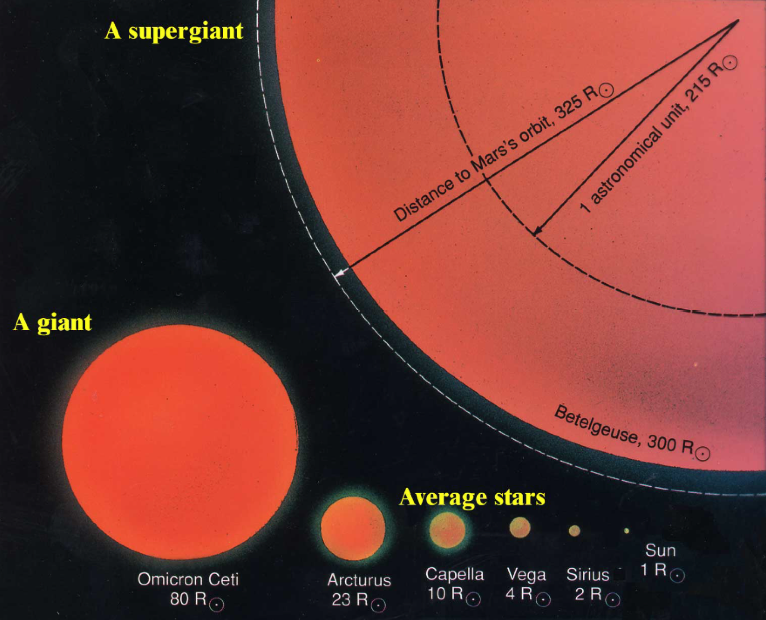 A supergiant
Distance to Mars's orbit, 325 R☉
1 astronomical unit, 215 R☉
A giant
Betelgeuse, 300 R☉
Average stars
Omicron Ceti
80 R☉
Arcturus
23 R☉
Capella
10 R☉
Vega
4 R☉
Sirius
2 R☉
Sun
1 R☉